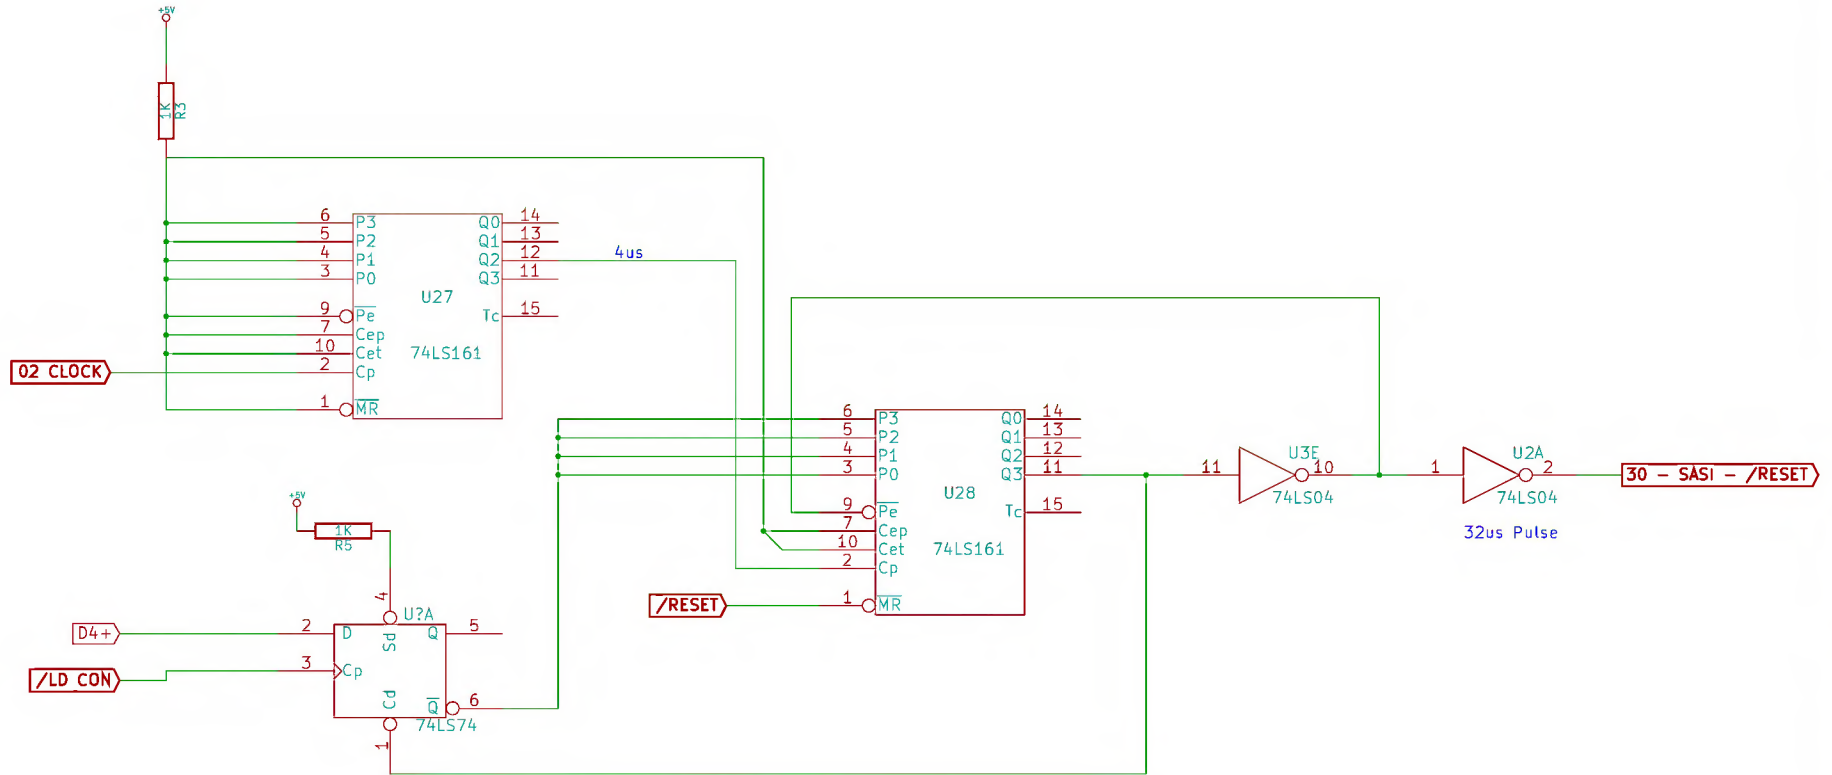 +5V
1K
R3
6 P3 Q0 14
5 P2 Q1 13
4 P1 Q2 12
3 P0 Q3 11
4us
U27
9 Pe Tc 15
7 Cep
10 Cet 74LS161
02 CLOCK 2 Cp
1 MR
6 P3 Q0 14
5 P2 Q1 13
4 P1 Q2 12
3 P0 Q3 11
U28
9 Pe Tc 15
7 Cep
10 Cet 74LS161
2 Cp
/RESET 1 MR
11 U3E 10
74LS04
1 U2A 2
74LS04
30 - SASI - /RESET
32us Pulse
+5V
1K
R5
4 U?A
D4+ 2 D Sd Q 5
/LD CON 3 Cp
Cd Q 6
74LS74
1